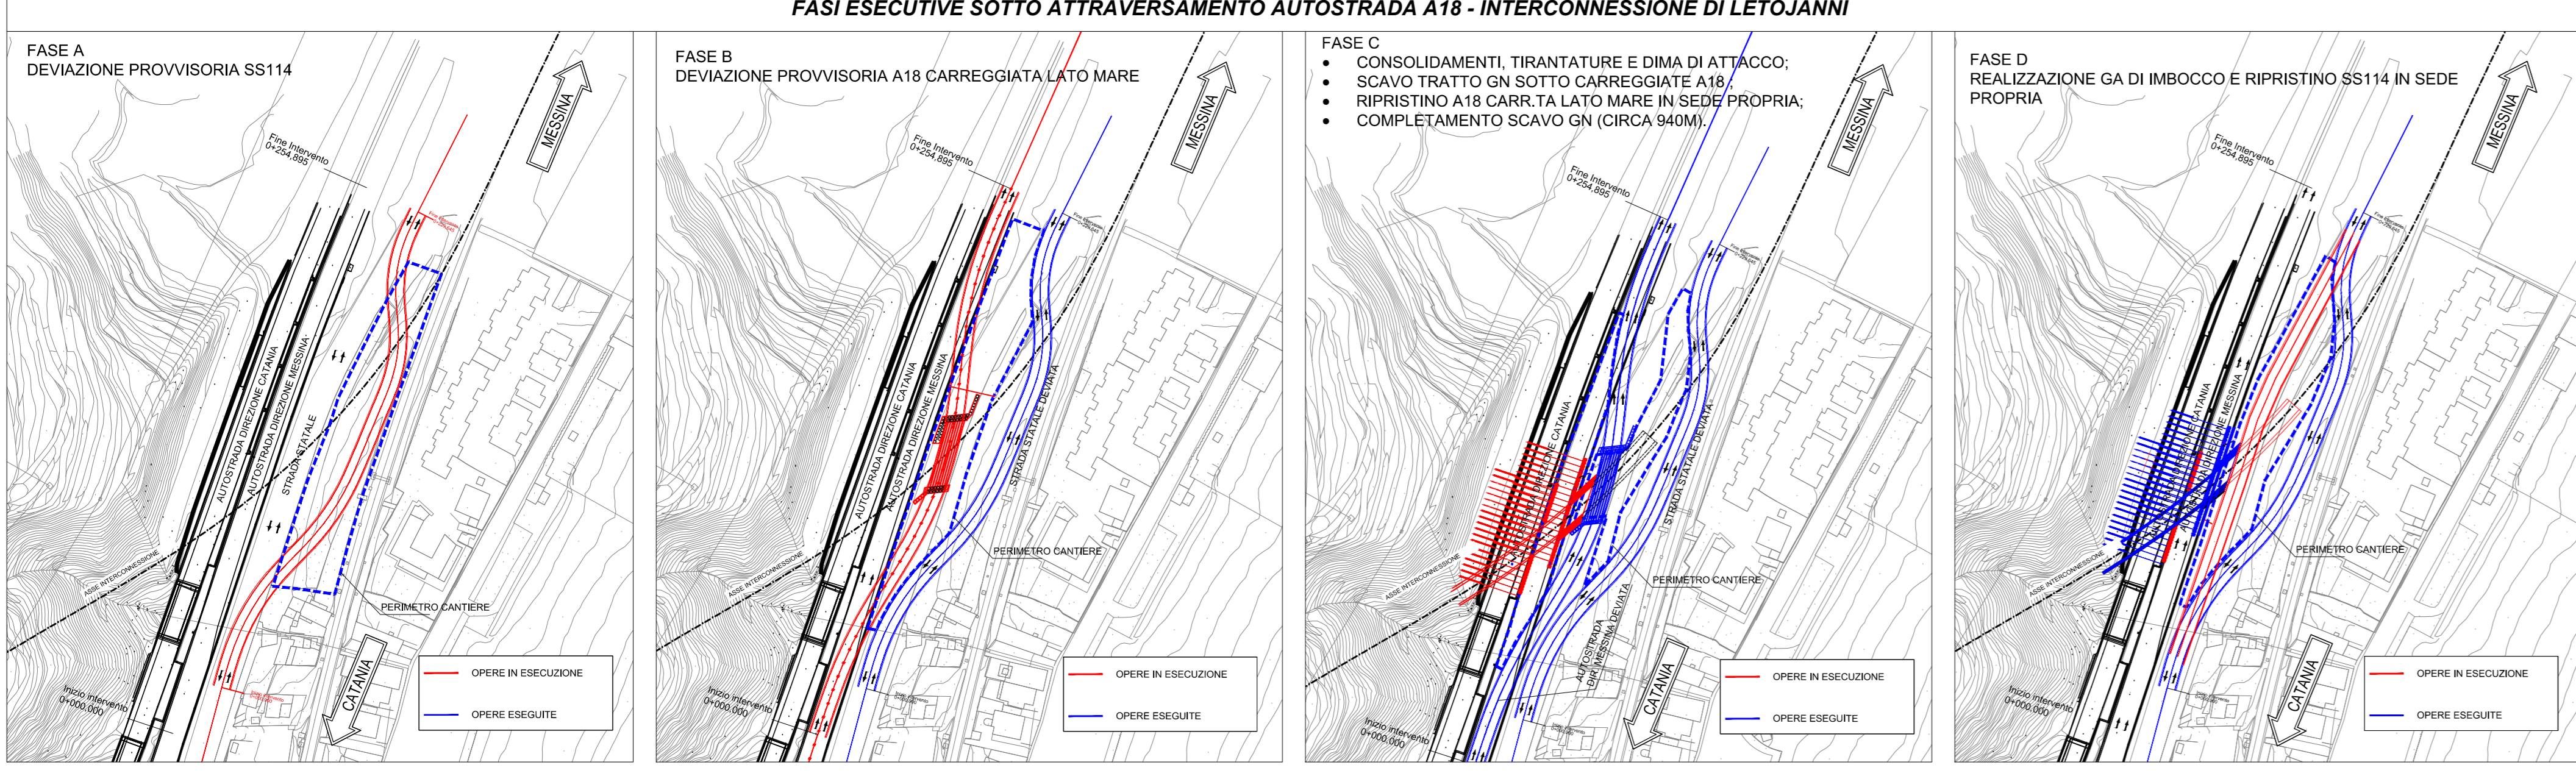 FASI ESECUTIVE SOTTO ATTRAVERSAMENTO AUTOSTRADA A18 - INTERCONNESSIONE DI LETOJANNI
FASE A
DEVIAZIONE PROVVISORIA SS114
MESSINA
Fine Intervento
0+254,895
AUTOSTRADA DIREZIONE CATANIA
AUTOSTRADA DIREZIONE MESSINA
STRADA STATALE
ASSE INTERCONNESSIONE
PERIMETRO CANTIERE
CATANIA
Inizio intervento
0+000.000
OPERE IN ESECUZIONE
OPERE ESEGUITE
FASE B
DEVIAZIONE PROVVISORIA A18 CARREGGIATA LATO MARE
MESSINA
Fine Intervento
0+254,895
AUTOSTRADA DIREZIONE CATANIA
AUTOSTRADA DIREZIONE MESSINA
STRADA STATALE DEVIATA
ASSE INTERCONNESSIONE
PERIMETRO CANTIERE
Inizio intervento
0+000.000
OPERE IN ESECUZIONE
OPERE ESEGUITE
FASE C
• CONSOLIDAMENTI, TIRANTATURE E DIMA DI ATTACCO;
• SCAVO TRATTO GN SOTTO CARREGGIATE A18 ;
• RIPRISTINO A18 CARR.TA LATO MARE IN SEDE PROPRIA;
• COMPLETAMENTO SCAVO GN (CIRCA 940M).
MESSINA
Fine Intervento
0+254,895
AUTOSTRADA DIREZIONE CATANIA
STRADA STATALE DEVIATA
ASSE INTERCONNESSIONE
PERIMETRO CANTIERE
AUTOSTRADA
DIR MESSINA DEVIATA
CATANIA
Inizio intervento
0+000.000
OPERE IN ESECUZIONE
OPERE ESEGUITE
FASE D
REALIZZAZIONE GA DI IMBOCCO E RIPRISTINO SS114 IN SEDE
PROPRIA
MESSINA
Fine Intervento
0+254,895
AUTOSTRADA DIREZIONE CATANIA
AUTOSTRADA DIREZIONE MESSINA
ASSE INTERCONNESSIONE
PERIMETRO CANTIERE
CATANIA
Inizio intervento
0+000.000
OPERE IN ESECUZIONE
OPERE ESEGUITE